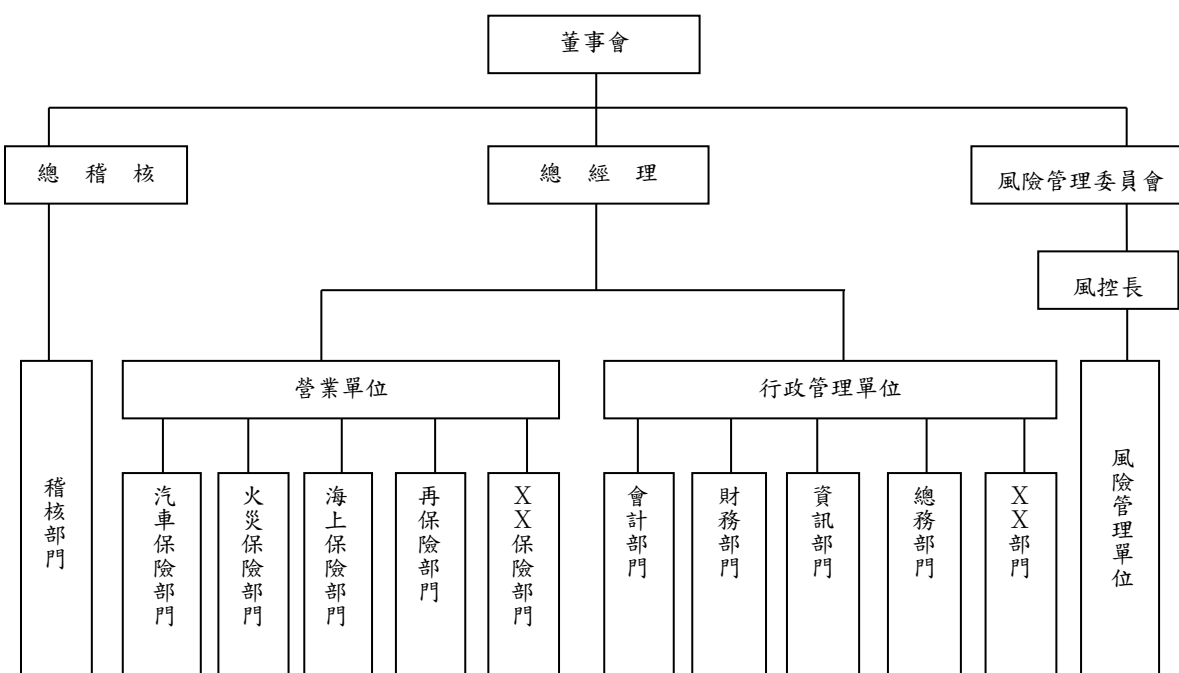 董事會
總 稽 核
總 經 理
風險管理委員會
風控長
營業單位
行政管理單位
稽核部門
汽車保險部門
火災保險部門
海上保險部門
再保險部門
ＸＸ保險部門
會計部門
財務部門
資訊部門
總務部門
ＸＸ部門
風險管理單位